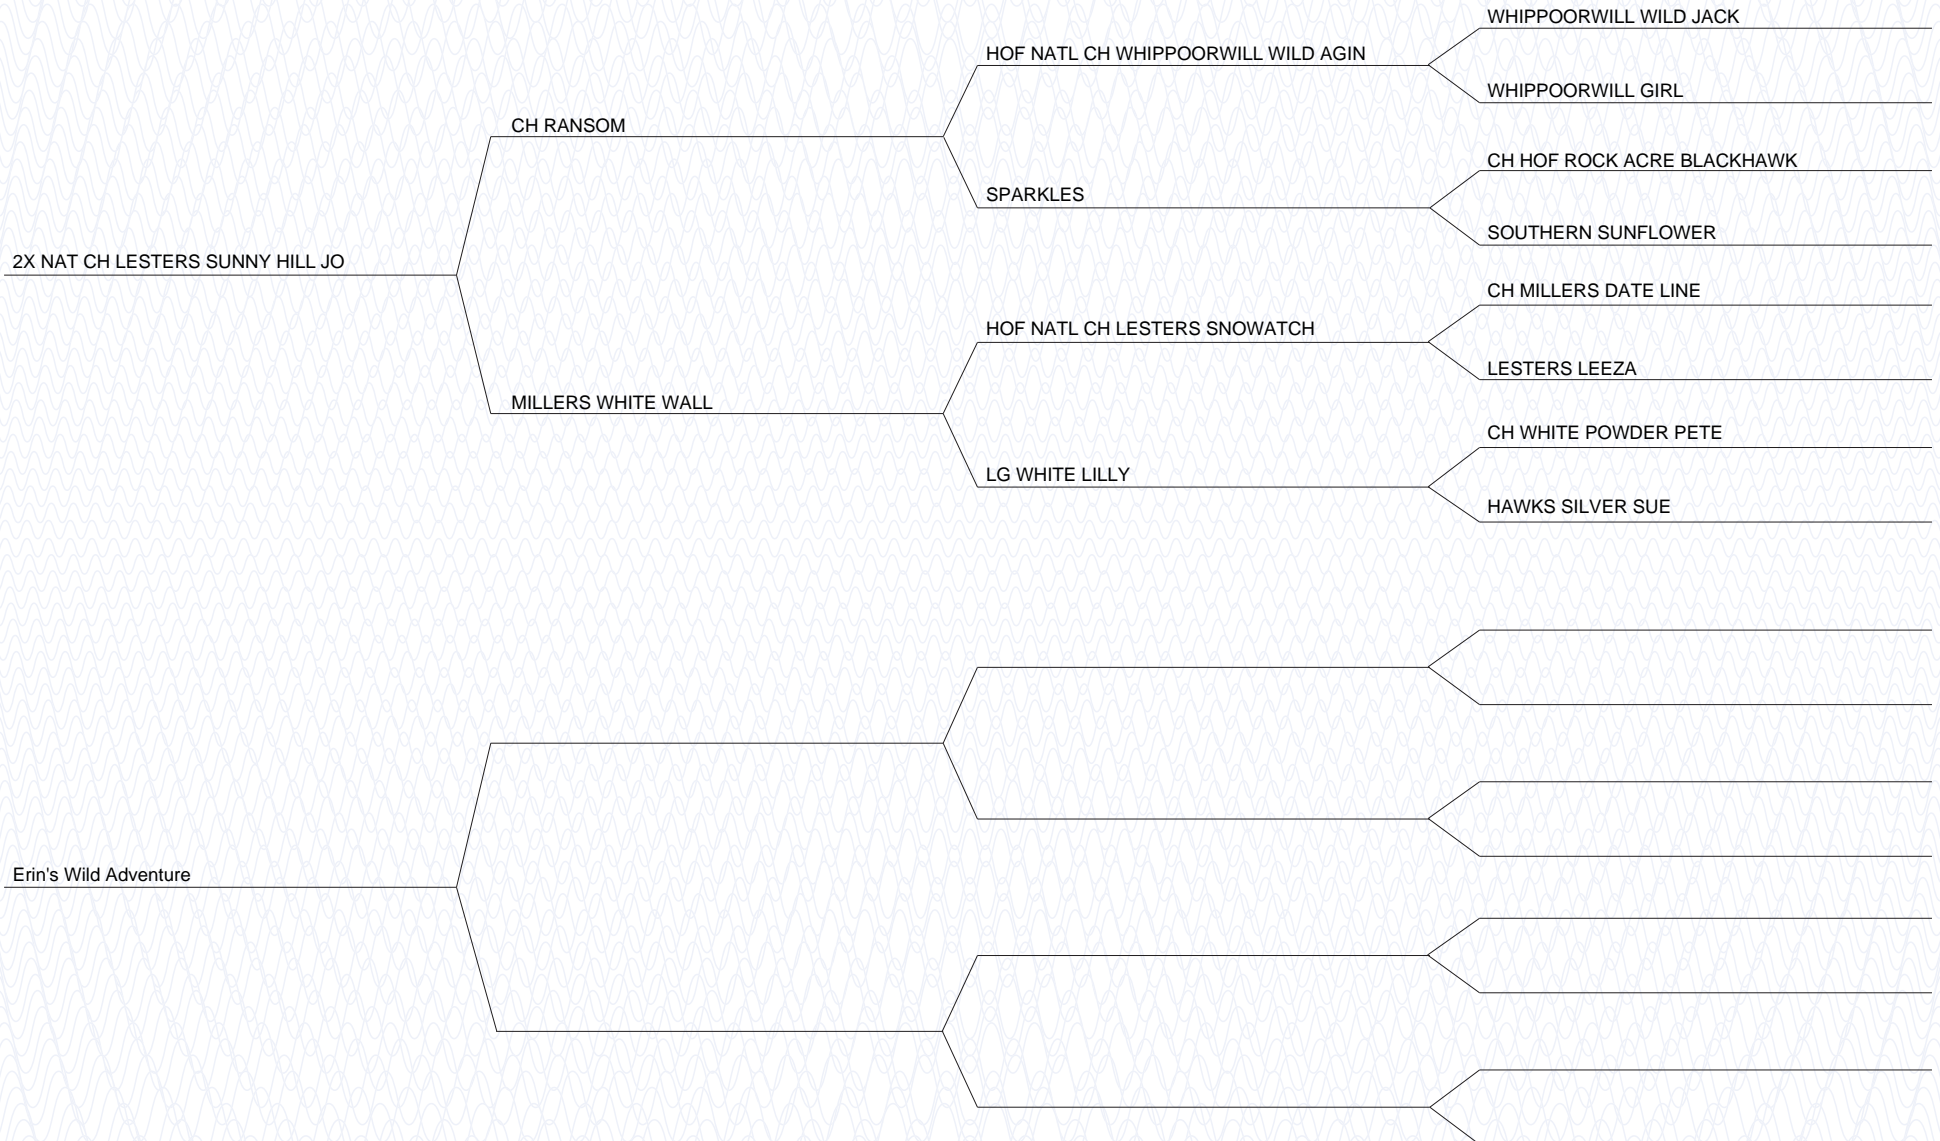 WHIPPOORWILL WILD JACK
HOF NATL CH WHIPPOORWILL WILD AGIN
WHIPPOORWILL GIRL
CH RANSOM
CH HOF ROCK ACRE BLACKHAWK
SPARKLES
SOUTHERN SUNFLOWER
2X NAT CH LESTERS SUNNY HILL JO
CH MILLERS DATE LINE
HOF NATL CH LESTERS SNOWATCH
LESTERS LEEZA
MILLERS WHITE WALL
CH WHITE POWDER PETE
LG WHITE LILLY
HAWKS SILVER SUE
Erin's Wild Adventure